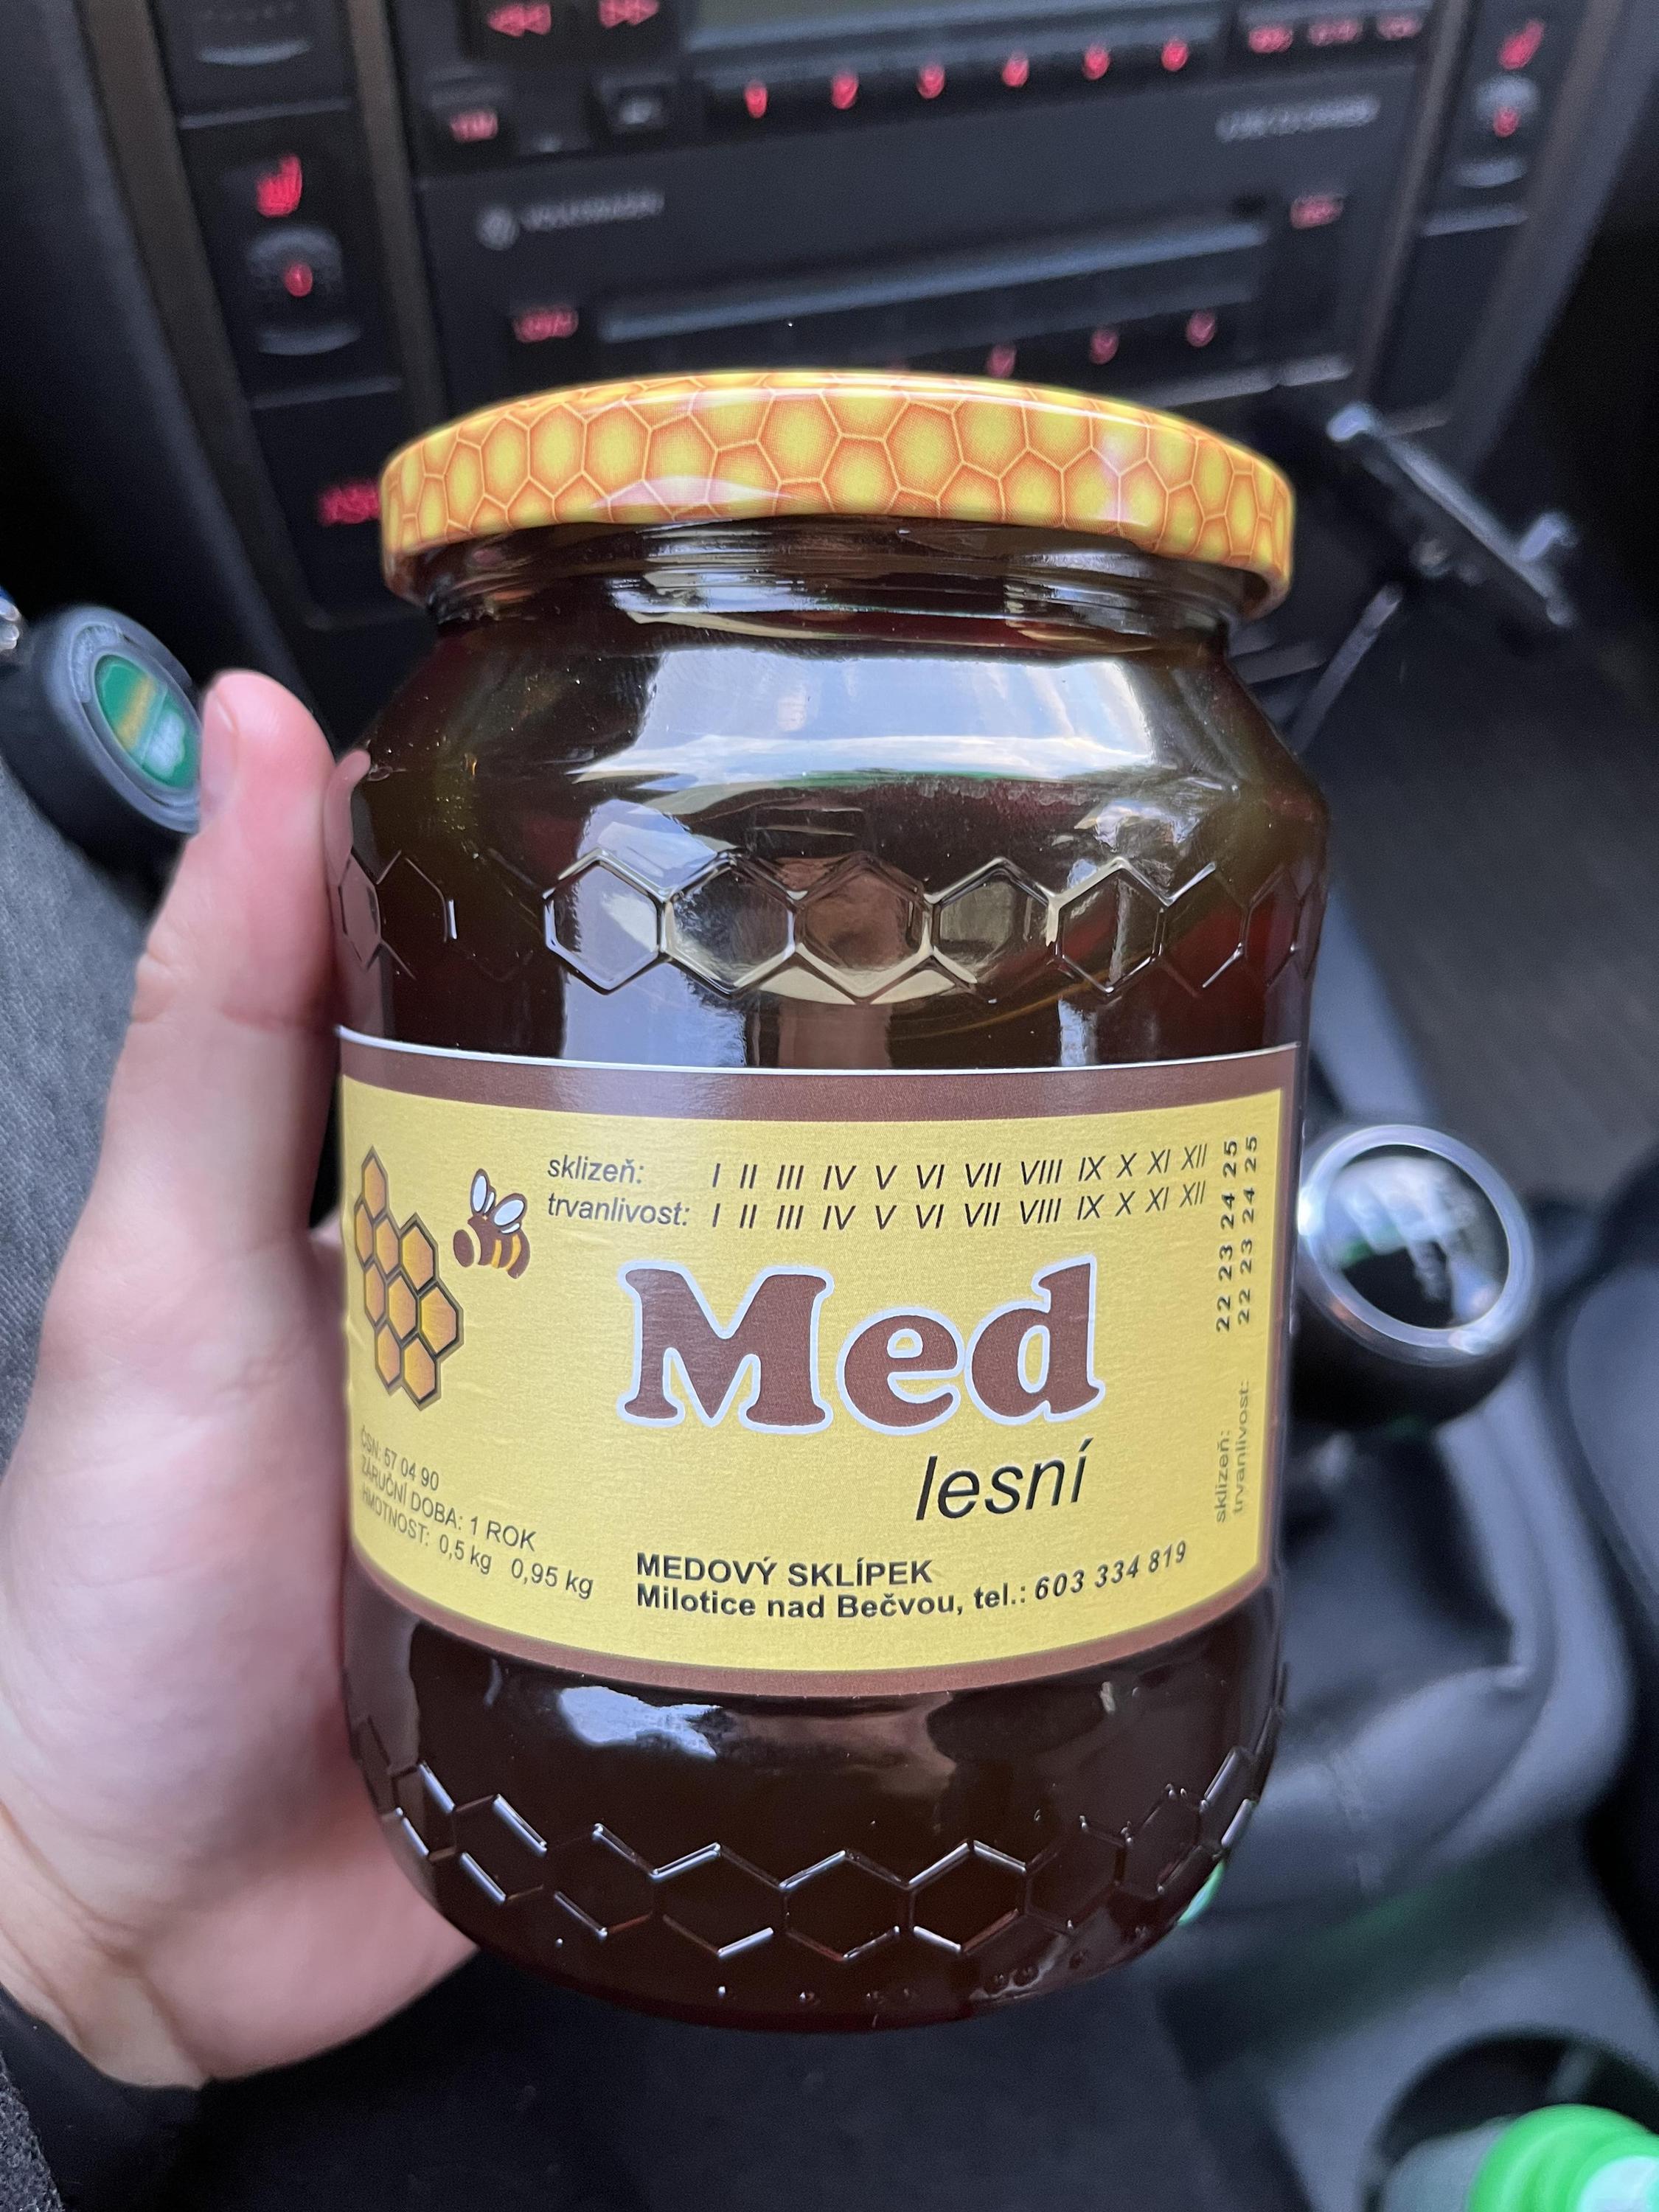 VOLKSWAGEN
sklizeň: I II III IV V VI VII VIII IX X XI XII
trvanlivost: I II III IV V VI VII VIII IX X XI XII
Med
lesní
ČSN: 57 04 90
ZÁRUČNÍ DOBA: 1 ROK
HMOTNOST: 0,5 kg 0,95 kg
MEDOVÝ SKLÍPEK
Milotice nad Bečvou, tel.: 603 334 819
sklizeň: 22 23 24 25
trvanlivost: 22 23 24 25